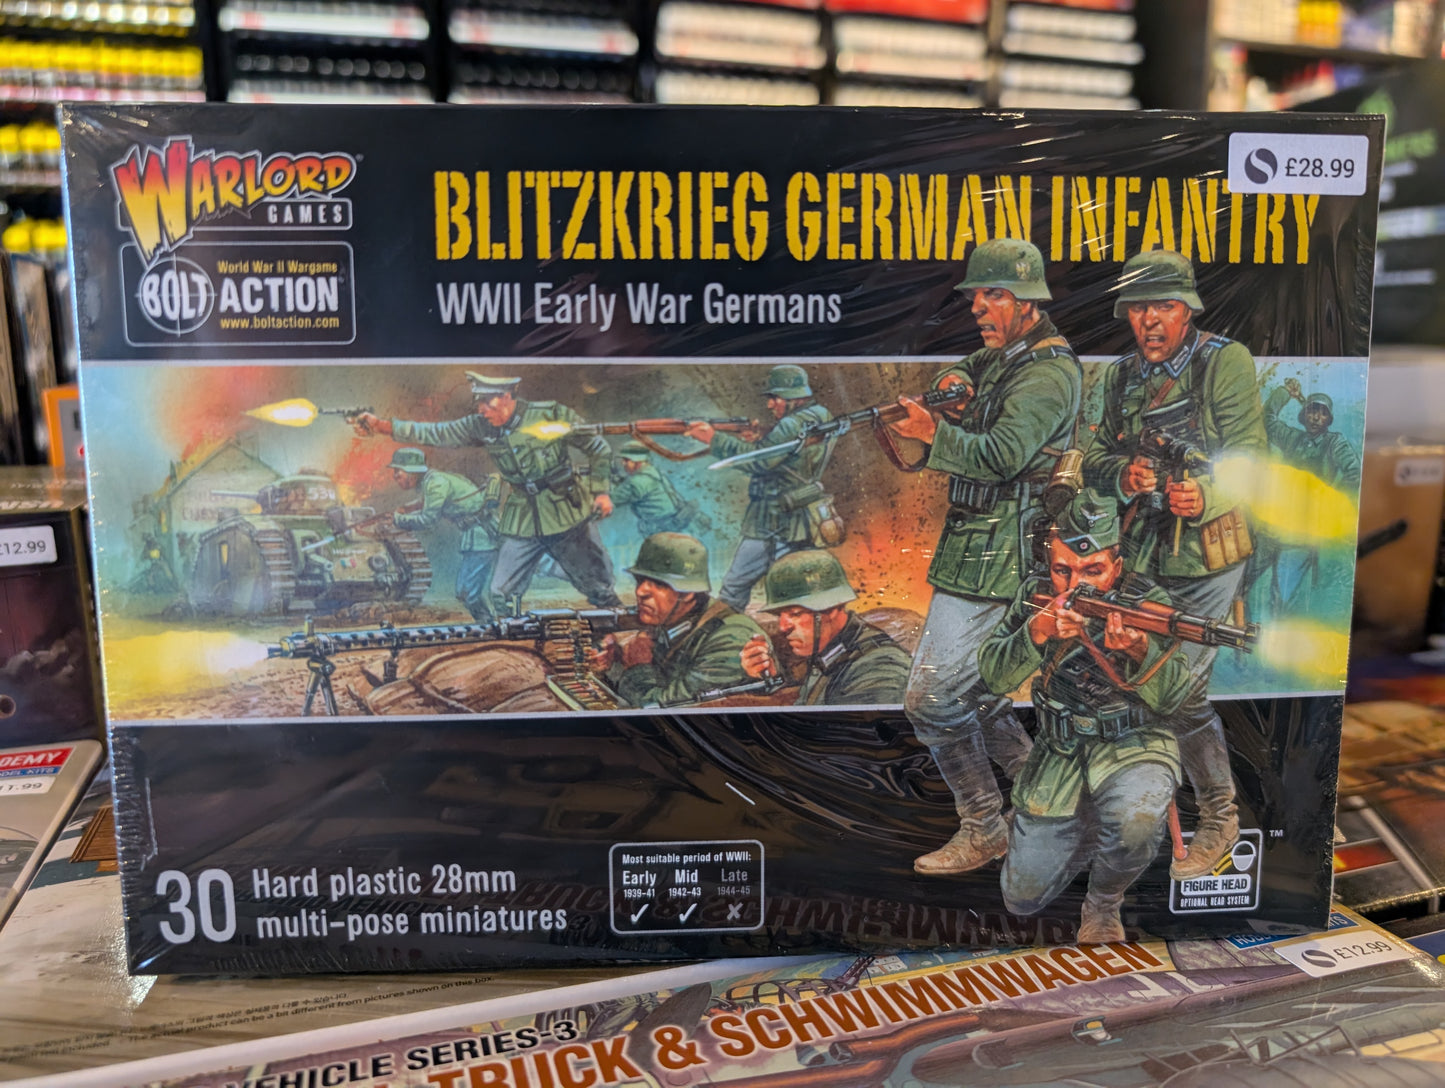 WARLORD
GAMES
BOLT ACTION
World War II Wargame
www.boltaction.com
BLITZKRIEG GERMAN INFANTRY
WWII Early War Germans
£28.99
30 Hard plastic 28mm
multi-pose miniatures
Most suitable period of WWII:
Early Mid Late
1939-41 1942-43 1944-45
✓ ✓ ✗
FIGURE HEAD
OPTIONAL HEAD SYSTEM
TM
£12.99
£12.99
VEHICLE SERIES-3
TRUCK & SCHWIMMWAGEN